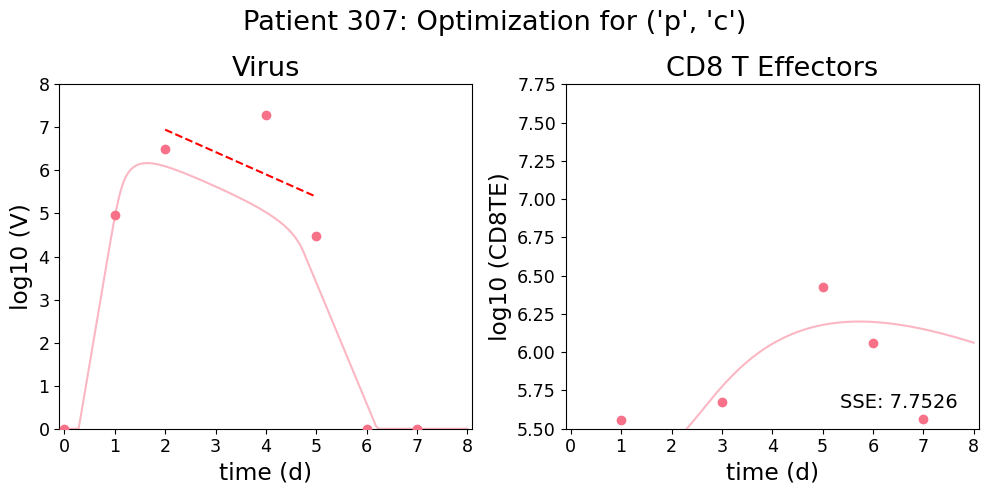 Patient 307: Optimization for ('p', 'c')
Virus
CD8 T Effectors
log10 (V)
8
7
6
5
4
3
2
1
0
0 1 2 3 4 5 6 7 8
time (d)
log10 (CD8TE)
7.75
7.50
7.25
7.00
6.75
6.50
6.25
6.00
5.75
5.50
SSE: 7.7526
0 1 2 3 4 5 6 7 8
time (d)